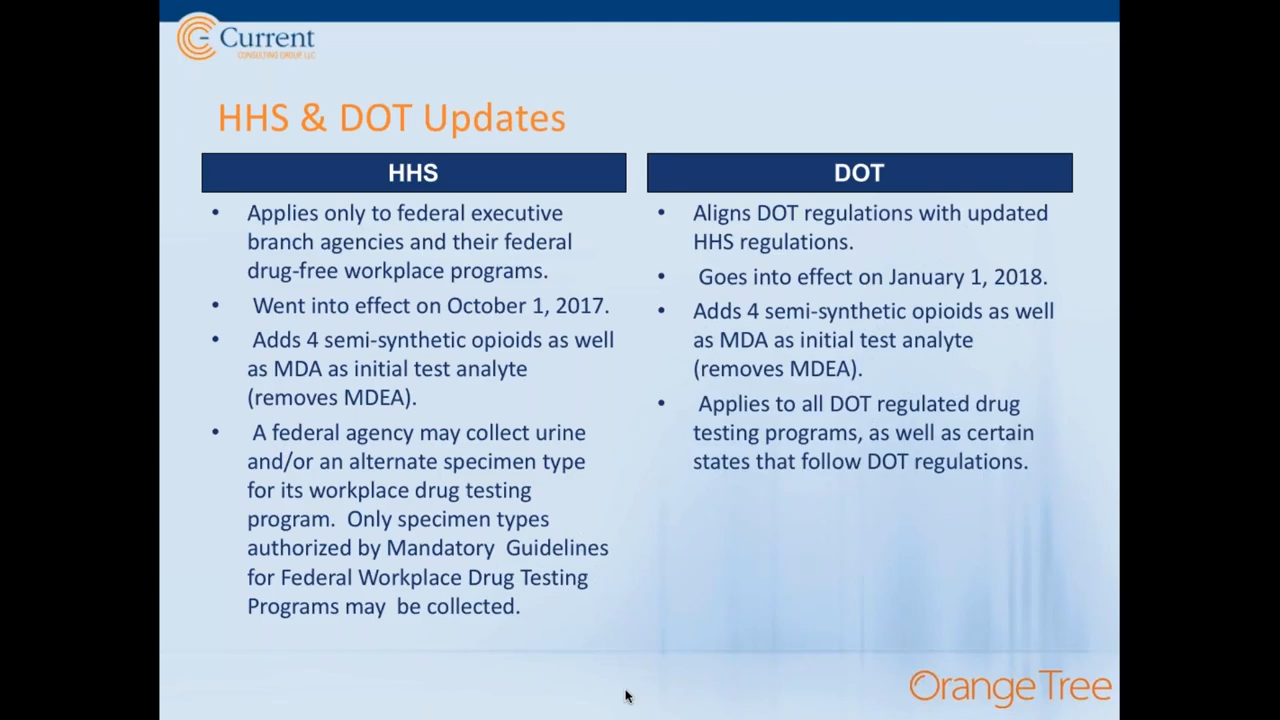 Current
CONSULTING GROUP, LLC
HHS & DOT Updates
HHS
• Applies only to federal executive
branch agencies and their federal
drug-free workplace programs.
• Went into effect on October 1, 2017.
• Adds 4 semi-synthetic opioids as well
as MDA as initial test analyte
(removes MDEA).
• A federal agency may collect urine
and/or an alternate specimen type
for its workplace drug testing
program. Only specimen types
authorized by Mandatory Guidelines
for Federal Workplace Drug Testing
Programs may be collected.
DOT
• Aligns DOT regulations with updated
HHS regulations.
• Goes into effect on January 1, 2018.
• Adds 4 semi-synthetic opioids as well
as MDA as initial test analyte
(removes MDEA).
• Applies to all DOT regulated drug
testing programs, as well as certain
states that follow DOT regulations.
OrangeTree